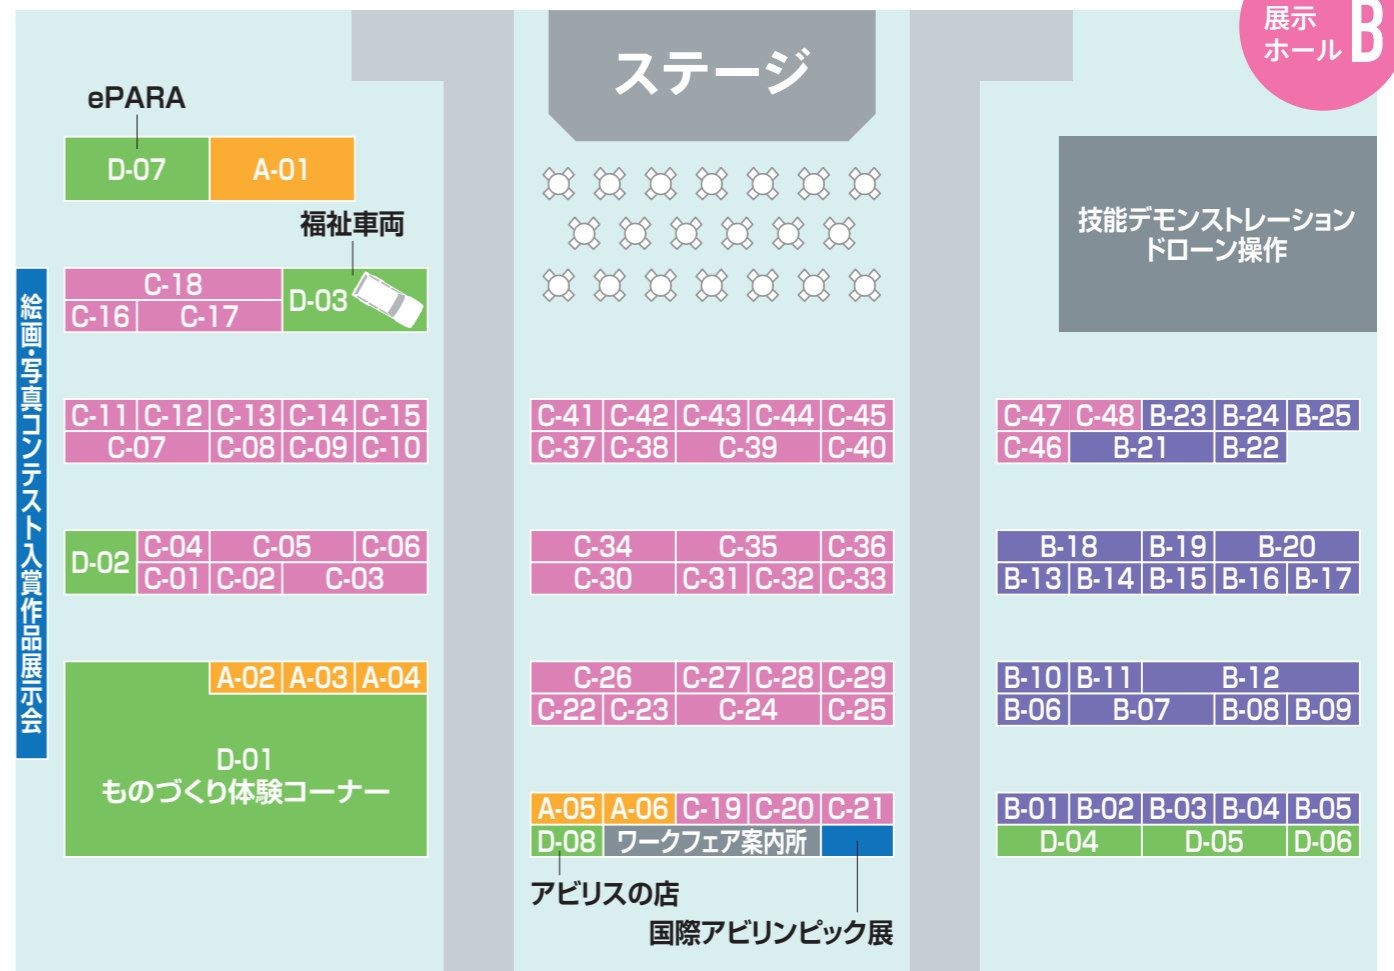 展示
ホール B
ステージ
ePARA
D-07 A-01
福祉車両
C-18
D-03
C-16 C-17
絵画・写真コンテスト入賞作品展示会
C-11 C-12 C-13 C-14 C-15
C-07 C-08 C-09 C-10
D-02
C-04 C-05 C-06
C-01 C-02 C-03
A-02 A-03 A-04
D-01
ものづくり体験コーナー
C-41 C-42 C-43 C-44 C-45
C-37 C-38 C-39 C-40
C-34 C-35 C-36
C-30 C-31 C-32 C-33
C-26 C-27 C-28 C-29
C-22 C-23 C-24 C-25
A-05 A-06 C-19 C-20 C-21
D-08 ワークフェア案内所
アビリスの店
国際アビリンピック展
技能デモンストレーション
ドローン操作
C-47 C-48 B-23 B-24 B-25
C-46 B-21 B-22
B-18 B-19 B-20
B-13 B-14 B-15 B-16 B-17
B-10 B-11 B-12
B-06 B-07 B-08 B-09
B-01 B-02 B-03 B-04 B-05
D-04 D-05 D-06